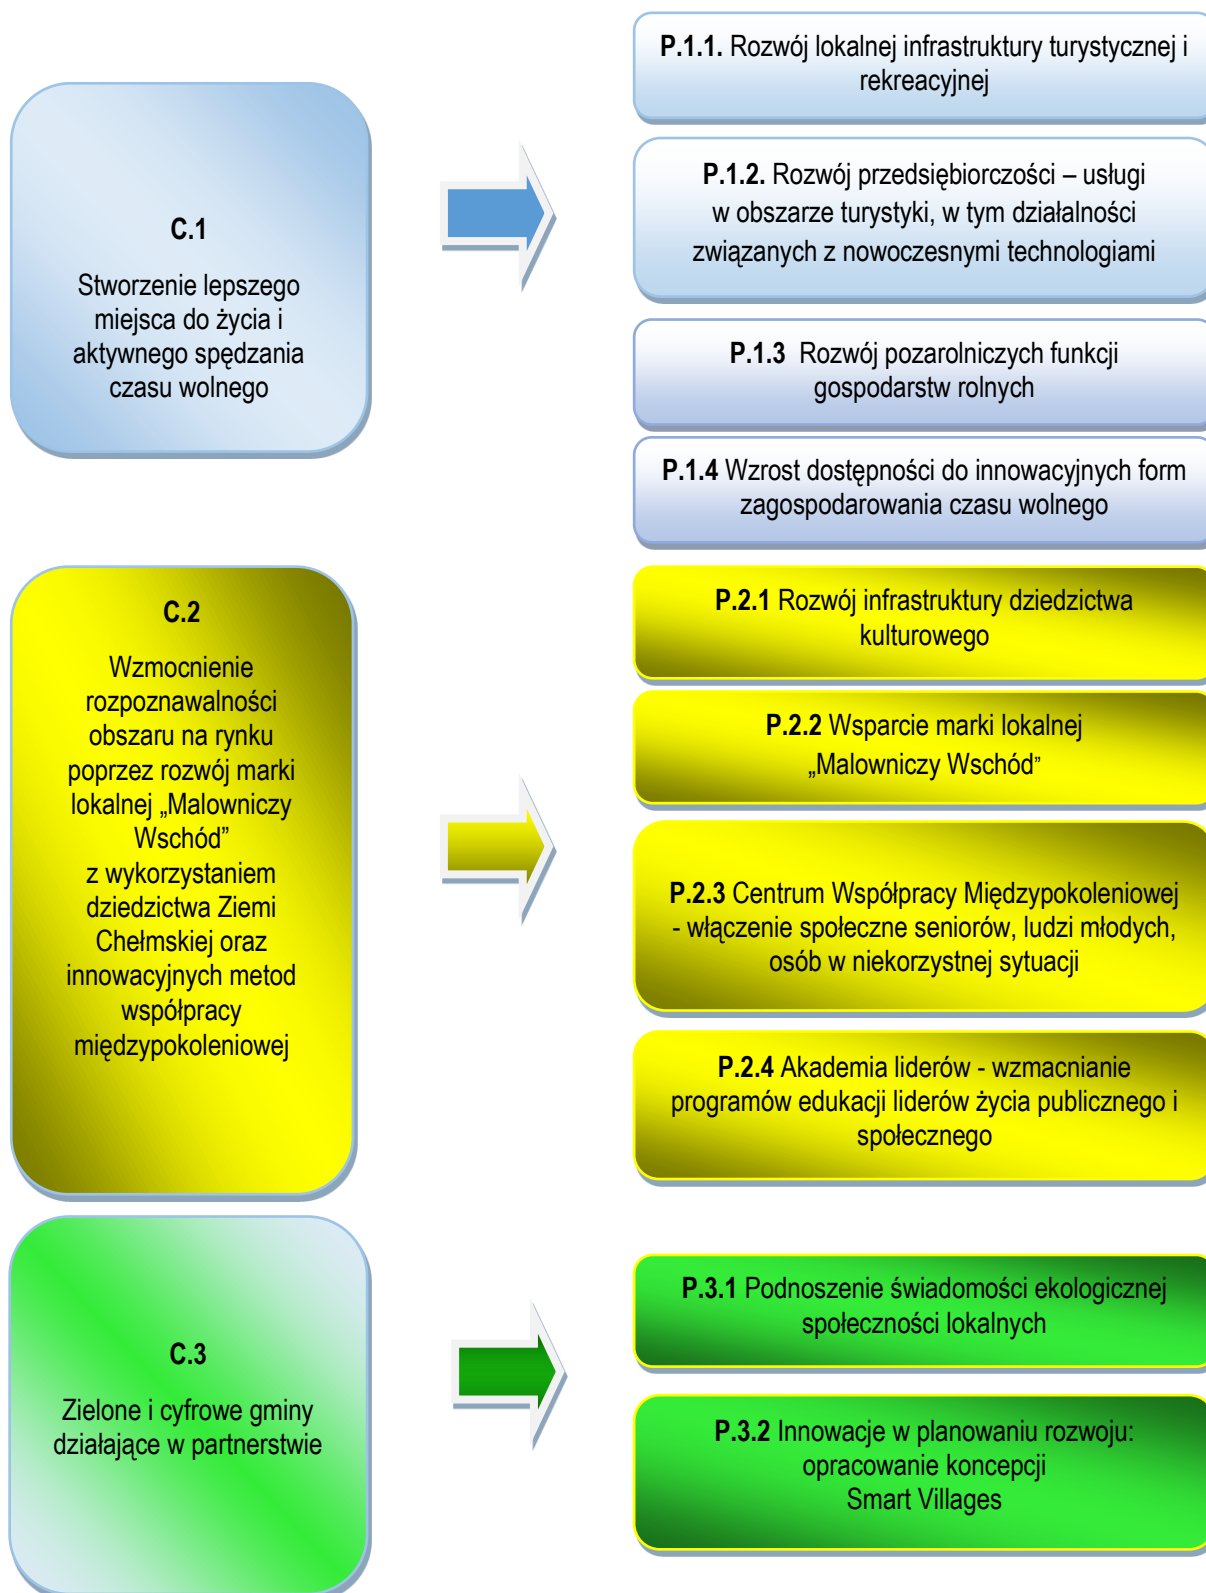 C.1
Stworzenie lepszego
miejsca do życia i
aktywnego spędzania
czasu wolnego
P.1.1. Rozwój lokalnej infrastruktury turystycznej i
rekreacyjnej
P.1.2. Rozwój przedsiębiorczości – usługi
w obszarze turystyki, w tym działalności
związanych z nowoczesnymi technologiami
P.1.3 Rozwój pozarolniczych funkcji
gospodarstw rolnych
P.1.4 Wzrost dostępności do innowacyjnych form
zagospodarowania czasu wolnego
C.2
Wzmocnienie
rozpoznawalności
obszaru na rynku
poprzez rozwój marki
lokalnej „Malowniczy
Wschód”
z wykorzystaniem
dziedzictwa Ziemi
Chełmskiej oraz
innowacyjnych metod
współpracy
międzypokoleniowej
P.2.1 Rozwój infrastruktury dziedzictwa
kulturowego
P.2.2 Wsparcie marki lokalnej
„Malowniczy Wschód”
P.2.3 Centrum Współpracy Międzypokoleniowej
- włączenie społeczne seniorów, ludzi młodych,
osób w niekorzystnej sytuacji
P.2.4 Akademia liderów - wzmacnianie
programów edukacji liderów życia publicznego i
społecznego
C.3
Zielone i cyfrowe gminy
działające w partnerstwie
P.3.1 Podnoszenie świadomości ekologicznej
społeczności lokalnych
P.3.2 Innowacje w planowaniu rozwoju:
opracowanie koncepcji
Smart Villages